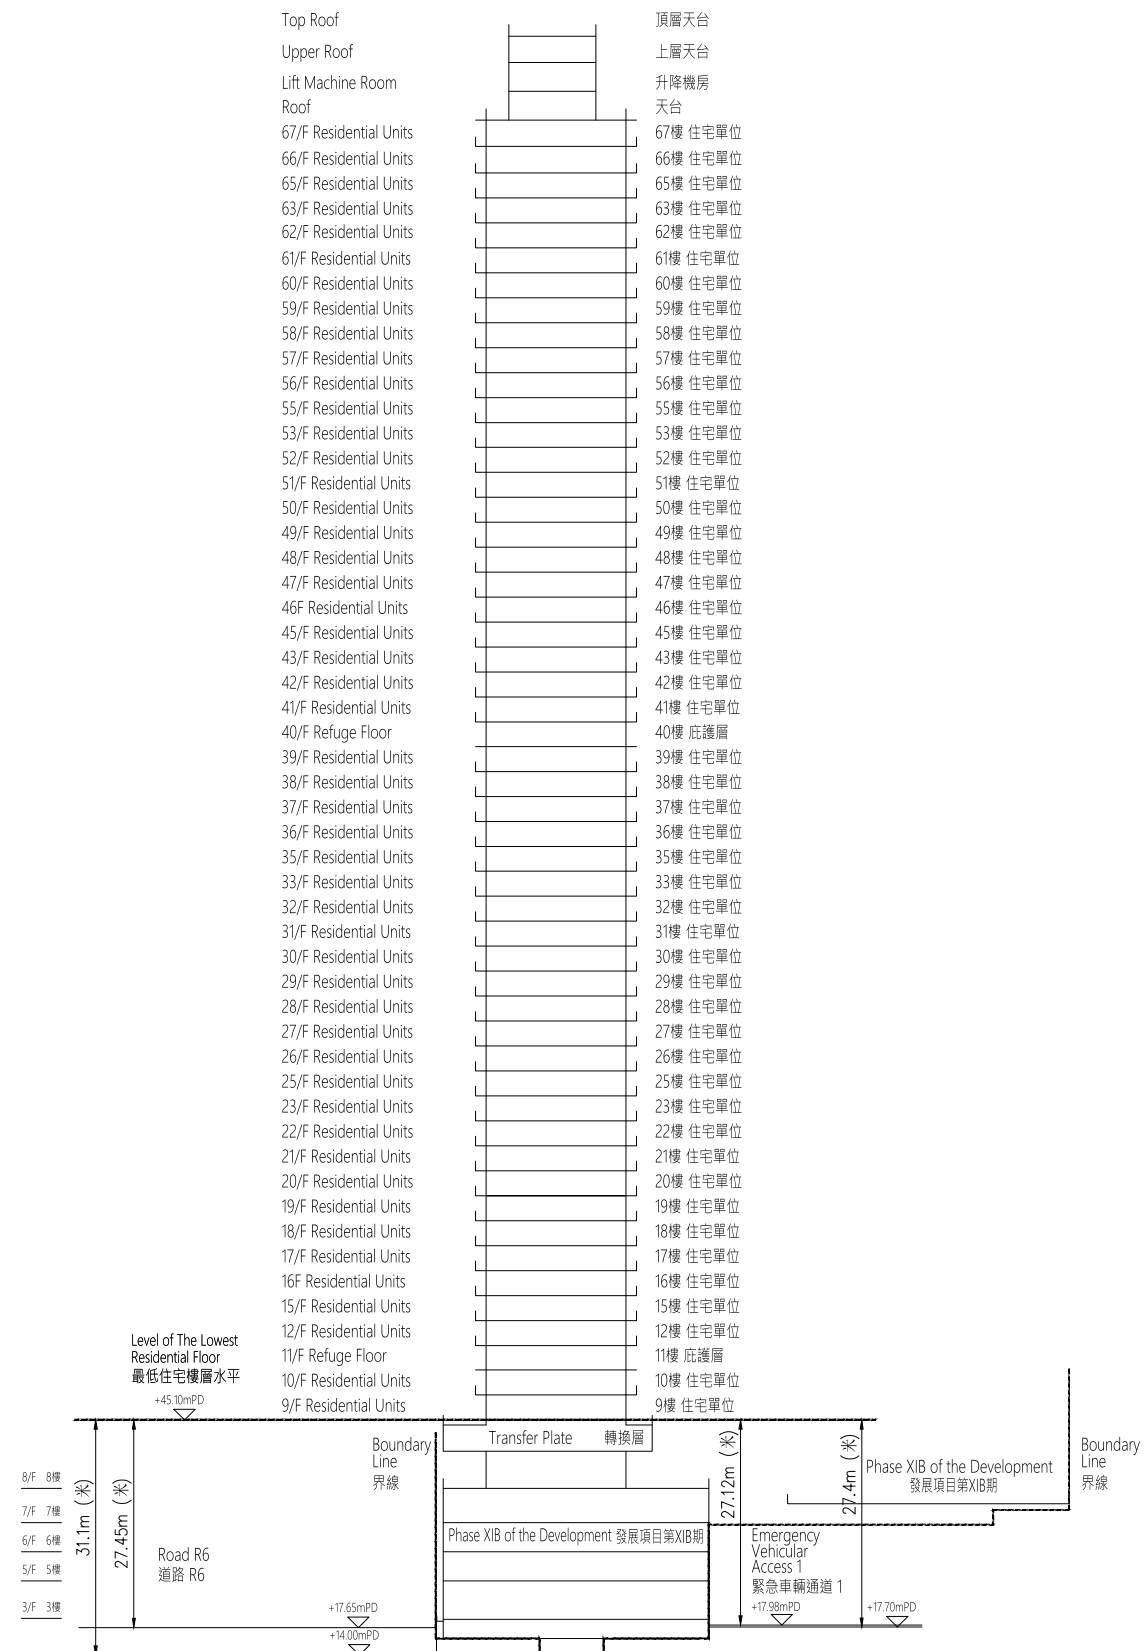 Top Roof 頂層天台
Upper Roof 上層天台
Lift Machine Room 升降機房
Roof 天台
67/F Residential Units 67樓 住宅單位
66/F Residential Units 66樓 住宅單位
65/F Residential Units 65樓 住宅單位
63/F Residential Units 63樓 住宅單位
62/F Residential Units 62樓 住宅單位
61/F Residential Units 61樓 住宅單位
60/F Residential Units 60樓 住宅單位
59/F Residential Units 59樓 住宅單位
58/F Residential Units 58樓 住宅單位
57/F Residential Units 57樓 住宅單位
56/F Residential Units 56樓 住宅單位
55/F Residential Units 55樓 住宅單位
53/F Residential Units 53樓 住宅單位
52/F Residential Units 52樓 住宅單位
51/F Residential Units 51樓 住宅單位
50/F Residential Units 50樓 住宅單位
49/F Residential Units 49樓 住宅單位
48/F Residential Units 48樓 住宅單位
47/F Residential Units 47樓 住宅單位
46F Residential Units 46樓 住宅單位
45/F Residential Units 45樓 住宅單位
43/F Residential Units 43樓 住宅單位
42/F Residential Units 42樓 住宅單位
41/F Residential Units 41樓 住宅單位
40/F Refuge Floor 40樓 庇護層
39/F Residential Units 39樓 住宅單位
38/F Residential Units 38樓 住宅單位
37/F Residential Units 37樓 住宅單位
36/F Residential Units 36樓 住宅單位
35/F Residential Units 35樓 住宅單位
33/F Residential Units 33樓 住宅單位
32/F Residential Units 32樓 住宅單位
31/F Residential Units 31樓 住宅單位
30/F Residential Units 30樓 住宅單位
29/F Residential Units 29樓 住宅單位
28/F Residential Units 28樓 住宅單位
27/F Residential Units 27樓 住宅單位
26/F Residential Units 26樓 住宅單位
25/F Residential Units 25樓 住宅單位
23/F Residential Units 23樓 住宅單位
22/F Residential Units 22樓 住宅單位
21/F Residential Units 21樓 住宅單位
20/F Residential Units 20樓 住宅單位
19/F Residential Units 19樓 住宅單位
18/F Residential Units 18樓 住宅單位
17/F Residential Units 17樓 住宅單位
16F Residential Units 16樓 住宅單位
15/F Residential Units 15樓 住宅單位
12/F Residential Units 12樓 住宅單位
11/F Refuge Floor 11樓 庇護層
10/F Residential Units 10樓 住宅單位
9/F Residential Units 9樓 住宅單位
Level of The Lowest
Residential Floor
最低住宅樓層水平
+45.10mPD
Transfer Plate 轉換層
Boundary
Line
界線
Boundary
Line
界線
Phase XIB of the Development
發展項目第XIB期
8/F 8樓
7/F 7樓
6/F 6樓
5/F 5樓
3/F 3樓
31.1m (米)
27.45m (米)
27.12m (米)
27.4m (米)
Phase XIB of the Development 發展項目第XIB期
Road R6
道路 R6
Emergency
Vehicular
Access 1
緊急車輛通道 1
+17.98mPD
+17.70mPD
+17.65mPD
+14.00mPD